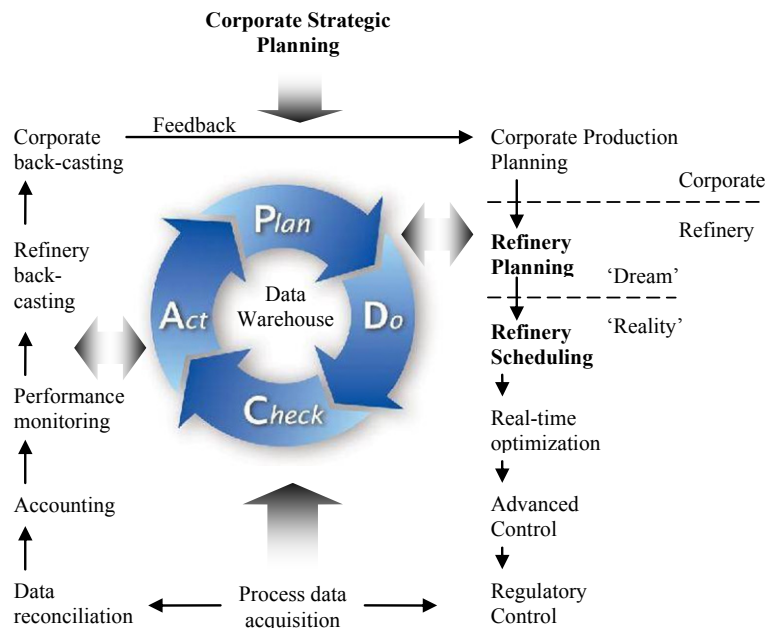 Corporate Strategic
Planning
Feedback
Corporate
back-casting
Corporate Production
Planning
Corporate
Refinery
Plan
Refinery
back-
casting
Refinery
Planning
'Dream'
Data
Warehouse
Act
Do
'Reality'
Refinery
Scheduling
Performance
monitoring
Check
Real-time
optimization
Accounting
Advanced
Control
Data
reconciliation
Process data
acquisition
Regulatory
Control